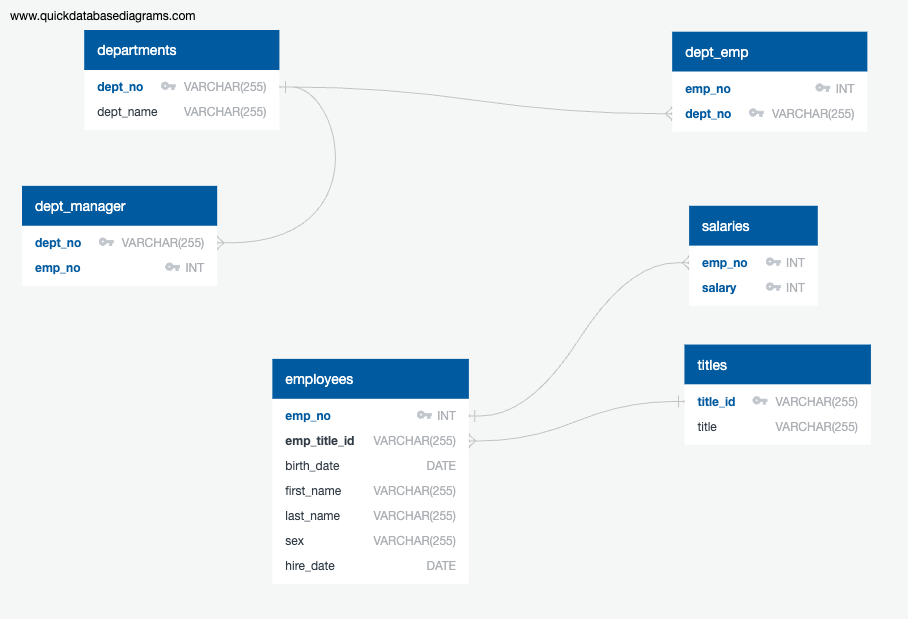 www.quickdatabasediagrams.com
departments
dept_no VARCHAR(255)
dept_name VARCHAR(255)
dept_emp
emp_no INT
dept_no VARCHAR(255)
dept_manager
dept_no VARCHAR(255)
emp_no INT
salaries
emp_no INT
salary INT
employees
emp_no INT
emp_title_id VARCHAR(255)
birth_date DATE
first_name VARCHAR(255)
last_name VARCHAR(255)
sex VARCHAR(255)
hire_date DATE
titles
title_id VARCHAR(255)
title VARCHAR(255)